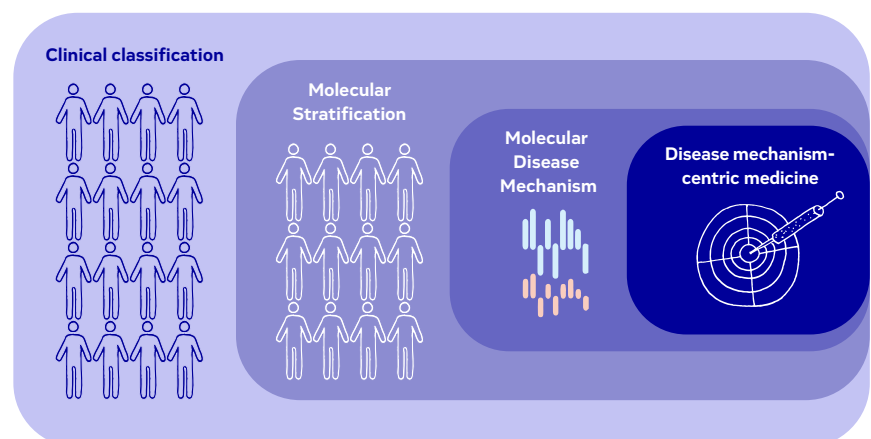 Clinical classification
Molecular
Stratification
Molecular
Disease
Mechanism
Disease mechanism-
centric medicine